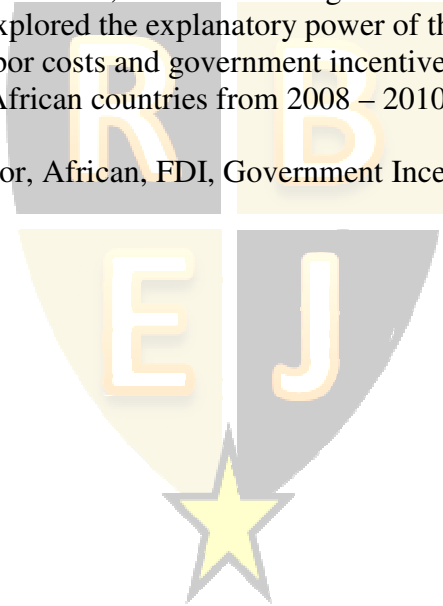 explored the explanatory power of th
bor costs and government incentive
African countries from 2008 – 2010
or, African, FDI, Government Ince
R B
E J